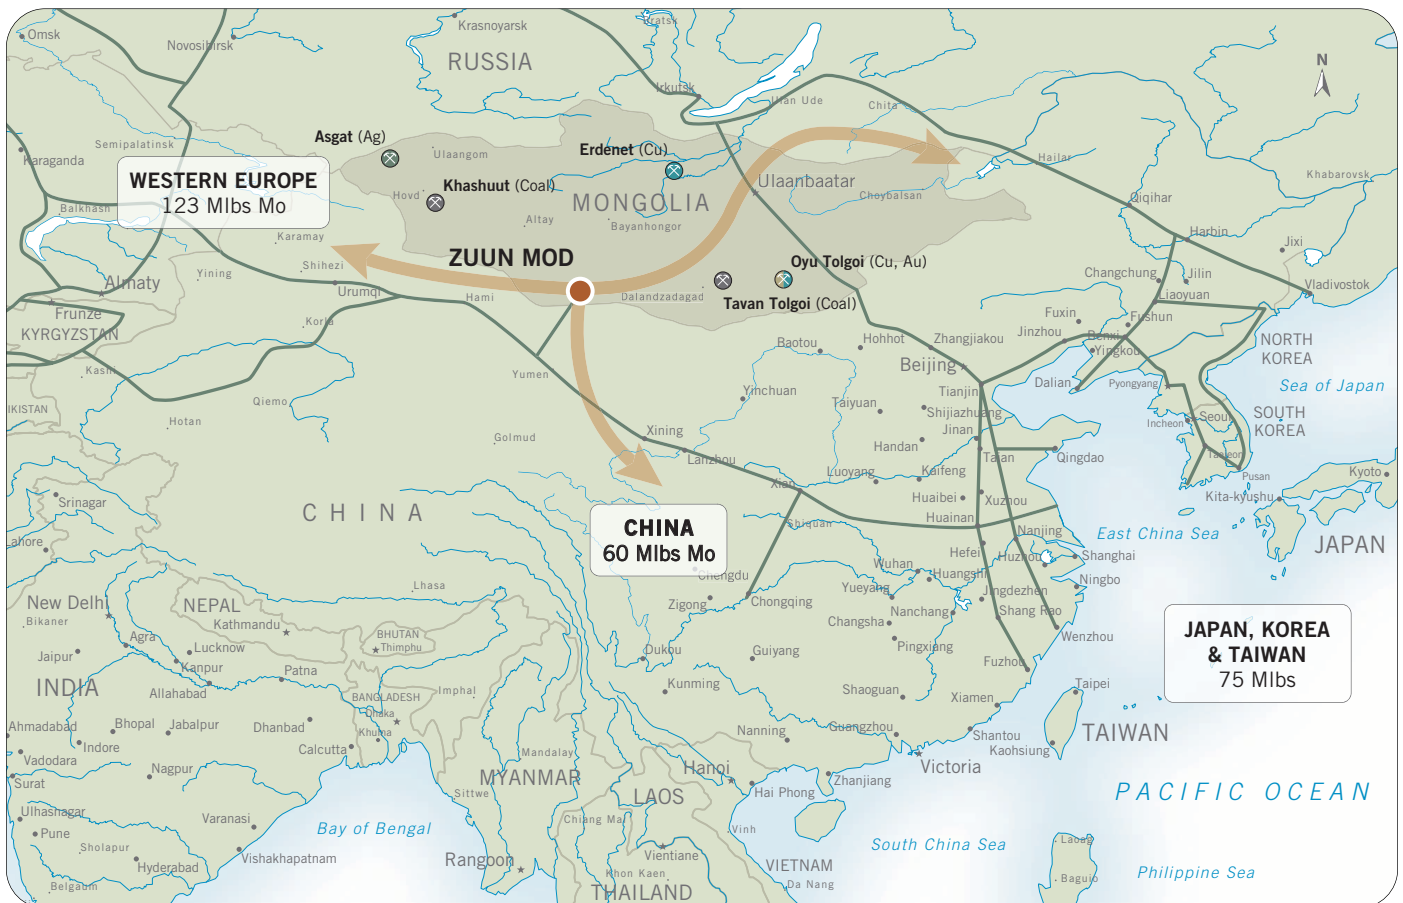 Omsk
Novosibirsk
Krasnoyarsk
Bratsk
RUSSIA
N
Irkutsk
Ulan Ude
Chita
Semipalatinsk
Karaganda
Asgat (Ag)
Ulaangom
Erdenet (Cu)
Hailar
Khabarovsk
WESTERN EUROPE
123 Mlbs Mo
Khashuut (Coal)
Hovd
MONGOLIA
Ulaanbaatar
Choybalsan
Qiqihar
Balkhash
Altay
Bayanhongor
Harbin
Jixi
Karamay
ZUUN MOD
Oyu Tolgoi (Cu, Au)
Shihezi
Yining
Almaty
Urumqi
Hami
Dalandzadagad
Tavan Tolgoi (Coal)
Changchung
Jilin
Liaoyuan
Vladivostok
Frunze
KYRGYZSTAN
Korla
Fuxin
Fushun
Jinzhou
Benxi
Yingkou
Baotou
Hohhot
Zhangjiakou
Beijing
NORTH
KOREA
Kashi
Yumen
Dalian
Pyongyang
Sea of Japan
Tianjin
IKISTAN
Qiemo
Hotan
Yinchuan
Taiyuan
Shijiazhuang
Incheon
Seoul
SOUTH
KOREA
Golmud
Xining
Handan
Jinan
Lanzhou
Taian
Qingdao
Taejeon
Pusan
Kyoto
Luoyang
Kaifeng
Xian
Srinagar
CHINA
Huaibei
Xuzhou
Kita-kyushu
Huainan
Shiquan
CHINA
60 Mlbs Mo
Nanjing
East China Sea
JAPAN
ahore
Hefei
Huzhou
Shanghai
Chengdu
Wuhan
Huangshi
Ningbo
Lhasa
Yueyang
Jingdezhen
New Delhi
NEPAL
Kathmandu
Zigong
Chongqing
Nanchang
Shang Rao
Bikaner
Changsha
Agra
BHUTAN
Thimphu
Wenzhou
JAPAN, KOREA
& TAIWAN
75 Mlbs
Jaipur
Lucknow
Kanpur
Dukou
Guiyang
Pingxiang
Fuzhou
INDIA
Patna
Allahabad
Imphal
Kunming
Shaoguan
Xiamen
Taipei
BANGLADESH
Dhaka
Khulna
Ahmadabad
Bhopal
Jabalpur
Dhanbad
Nanning
Guangzhou
Shantou
TAIWAN
Indore
Calcutta
Kaohsiung
Vadodara
Mandalay
Nagpur
Surat
MYANMAR
Hanoi
Victoria
Sittwe
Zhanjiang
LAOS
Hai Phong
PACIFIC OCEAN
Ulhasnagar
Varanasi
Chiang Mai
Bay of Bengal
Pune
Vinh
South China Sea
Laoag
Sholapur
Hyderabad
Vishakhapatnam
Rangoon
Vientiane
VIETNAM
Khon Kaen
Philippine Sea
Belgaum
THAILAND
Da Nang
Baguio